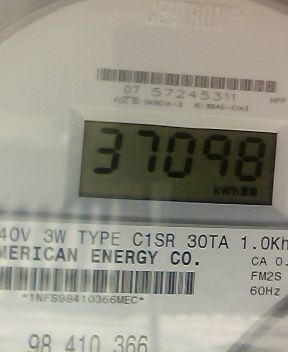 CENTRON®
07 57245311
37098
kWh
40V 3W TYPE C1SR 30TA 1.0Kh
MERICAN ENERGY CO.
CA 0.
FM2S
60Hz
*1NFS98410366MEC*
98 410 366